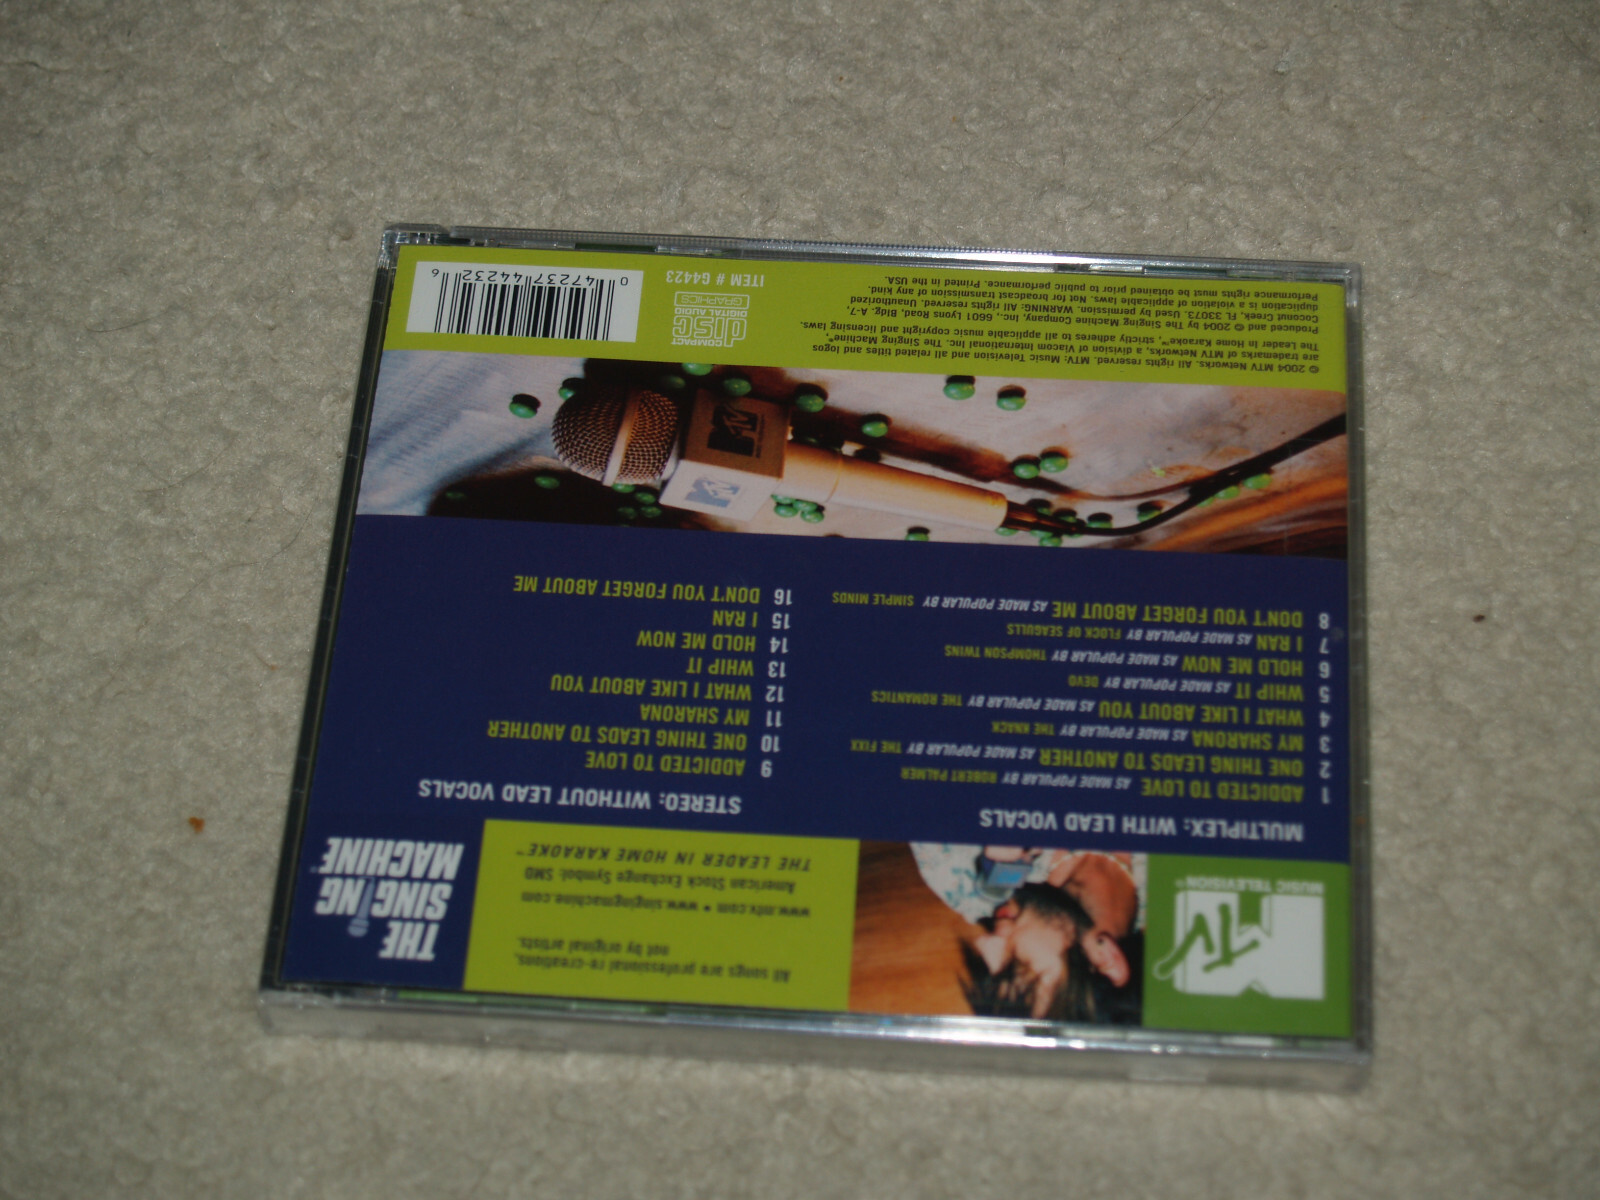 MTV
MUSIC TELEVISION™
All songs are professional re-creations,
not by original artists.
www.mtv.com • www.singingmachine.com
American Stock Exchange Symbol: SMD
THE LEADER IN HOME KARAOKE™
THE
SINGING
MACHINE™
MULTIPLEX: WITH LEAD VOCALS
1 ADDICTED TO LOVE AS MADE POPULAR BY ROBERT PALMER
2 ONE THING LEADS TO ANOTHER AS MADE POPULAR BY THE FIXX
3 MY SHARONA AS MADE POPULAR BY THE KNACK
4 WHAT I LIKE ABOUT YOU AS MADE POPULAR BY THE ROMANTICS
5 WHIP IT AS MADE POPULAR BY DEVO
6 HOLD ME NOW AS MADE POPULAR BY THOMPSON TWINS
7 I RAN AS MADE POPULAR BY FLOCK OF SEAGULLS
8 DON'T YOU FORGET ABOUT ME AS MADE POPULAR BY SIMPLE MINDS
STEREO: WITHOUT LEAD VOCALS
9 ADDICTED TO LOVE
10 ONE THING LEADS TO ANOTHER
11 MY SHARONA
12 WHAT I LIKE ABOUT YOU
13 WHIP IT
14 HOLD ME NOW
15 I RAN
16 DON'T YOU FORGET ABOUT ME
MTV
MTV
© 2004 MTV Networks. All rights reserved. MTV: Music Television and all related titles and logos
are trademarks of MTV Networks, a division of Viacom International Inc. The Singing Machine®,
The Leader in Home Karaoke™, strictly adheres to all applicable music copyright and licensing laws.
Produced and © 2004 by The Singing Machine Company, Inc., 6601 Lyons Road, Bldg. A-7,
Coconut Creek, FL 33073. Used by permission. WARNING: All rights reserved. Unauthorized
duplication is a violation of applicable laws. Not for broadcast transmission of any kind.
Performance rights must be obtained prior to public performance. Printed in the USA.
COMPACT
disc
DIGITAL AUDIO
GRAPHICS
ITEM # G4423
0 47237 44232 6